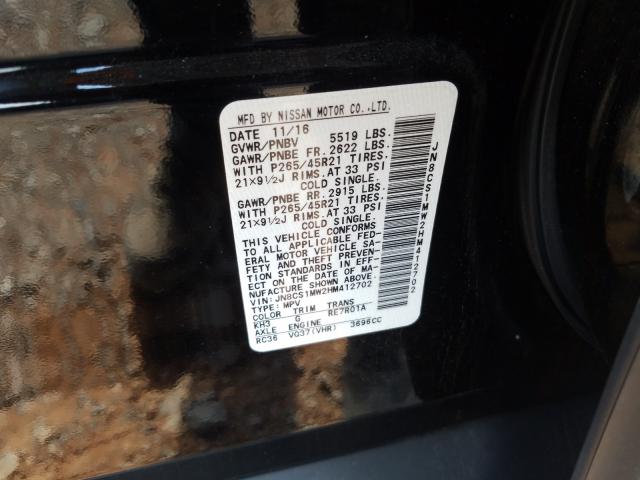 MFD BY NISSAN MOTOR CO.,LTD.
DATE 11/16
GVWR/PNBV 5519 LBS.
GAWR/PNBE FR. 2622 LBS.
WITH P265/45R21 TIRES.
21×9½J RIMS. AT 33 PSI
COLD SINGLE.
GAWR/PNBE RR. 2915 LBS.
WITH P265/45R21 TIRES.
21×9½J RIMS. AT 33 PSI
COLD SINGLE.
THIS VEHICLE CONFORMS
TO ALL APPLICABLE FED-
ERAL MOTOR VEHICLE SA-
FETY AND THEFT PREVEN-
TION STANDARDS IN EFF-
ECT ON THE DATE OF MA-
NUFACTURE SHOWN ABOVE.
VIN: JN8CS1MW2HM412702
TYPE: MPV
COLOR TRIM TRANS
KH3 G RE7R01A
AXLE ENGINE
RC36 VQ37(VHR) 3696CC
JN8CS1MW2HM412702